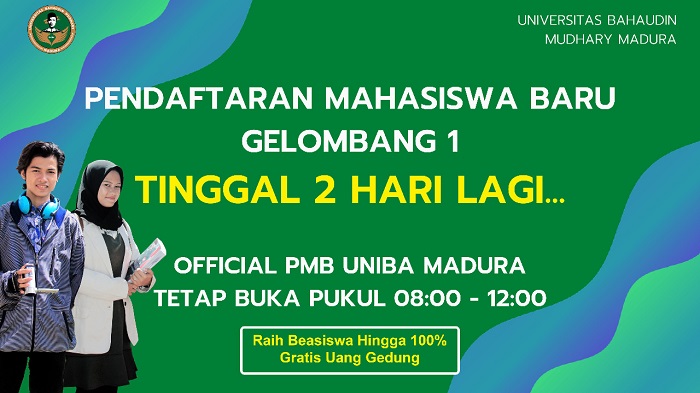 UNIVERSITAS BAHAUDIN
MUDHARY MADURA
PENDAFTARAN MAHASISWA BARU
GELOMBANG 1
TINGGAL 2 HARI LAGI...
OFFICIAL PMB UNIBA MADURA
TETAP BUKA PUKUL 08:00 - 12:00
Raih Beasiswa Hingga 100%
Gratis Uang Gedung